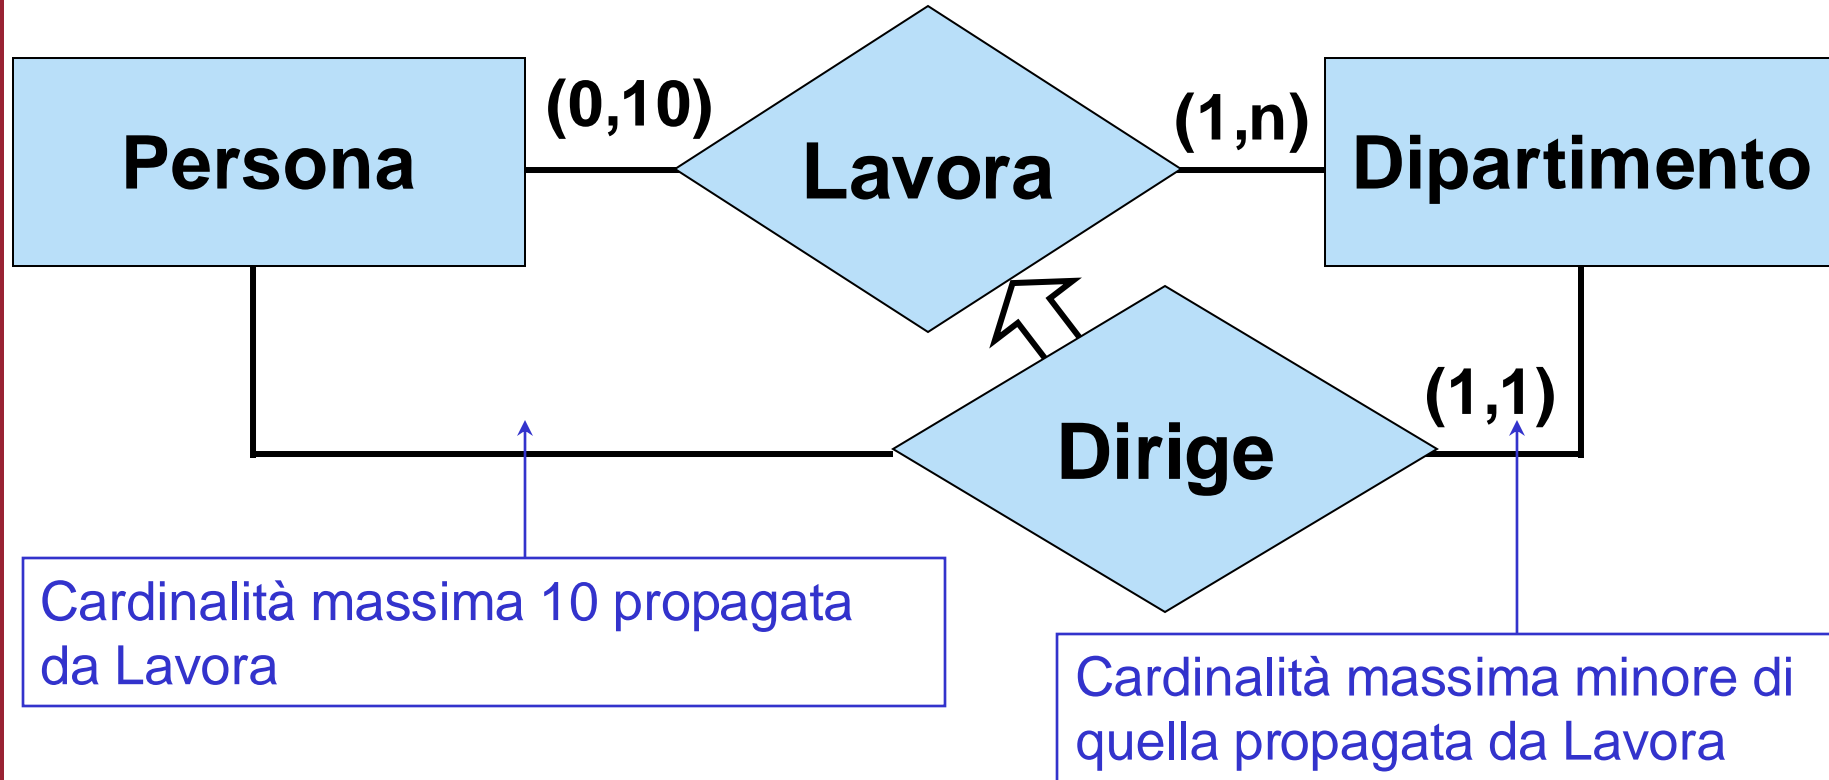 Persona
(0,10)
Lavora
(1,n)
Dipartimento
Dirige
(1,1)
Cardinalità massima 10 propagata
da Lavora
Cardinalità massima minore di
quella propagata da Lavora